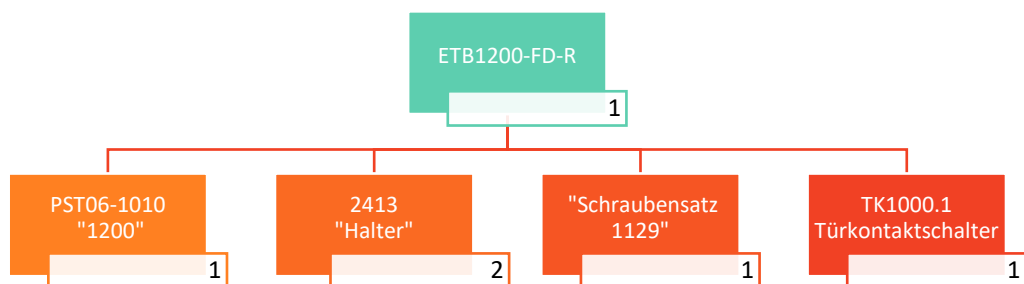 ETB1200-FD-R
1
PST06-1010
"1200"
1
2413
"Halter"
2
"Schraubensatz
1129"
1
TK1000.1
Türkontaktschalter
1